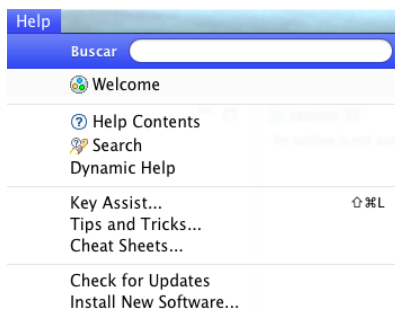 Help
Buscar
Welcome
Help Contents
Search
Dynamic Help
Key Assist... ⇧⌘L
Tips and Tricks...
Cheat Sheets...
Check for Updates
Install New Software...